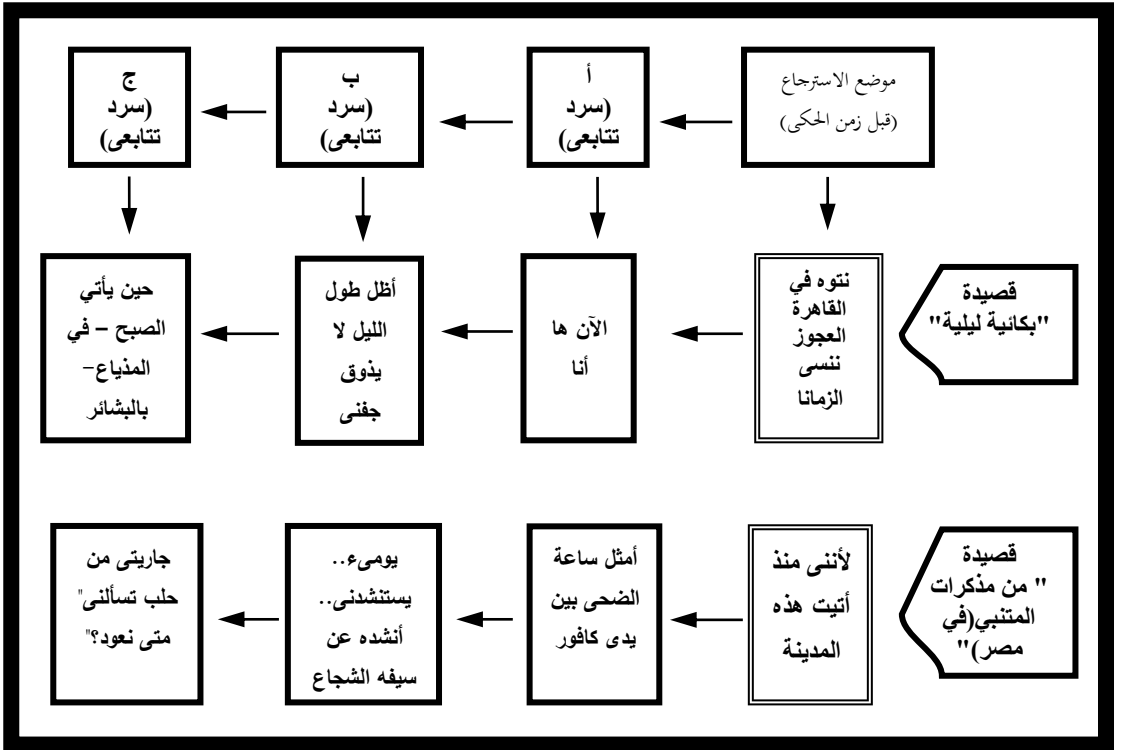 موضع الاسترجاع
(قبل زمن الحكى)
أ
(سرد
تتابعى)
ب
(سرد
تتابعى)
ج
(سرد
تتابعى)
قصيدة
"بكائية ليلية"
نتوه في
القاهرة
العجوز
ننسى
الزمانا
الآن ها
أنا
أظل طول
الليل لا
يذوق
جفنى
حين يأتي
الصبح – في
المذياع–
بالبشائر
قصيدة
" من مذكرات
المتنبي(في
مصر)"
لأننى منذ
أتيت هذه
المدينة
أمثل ساعة
الضحى بين
يدى كافور
يومىء..
يستنشدنى..
أنشده عن
سيفه الشجاع
جاريتى من
حلب تسألنى"
متى نعود؟"